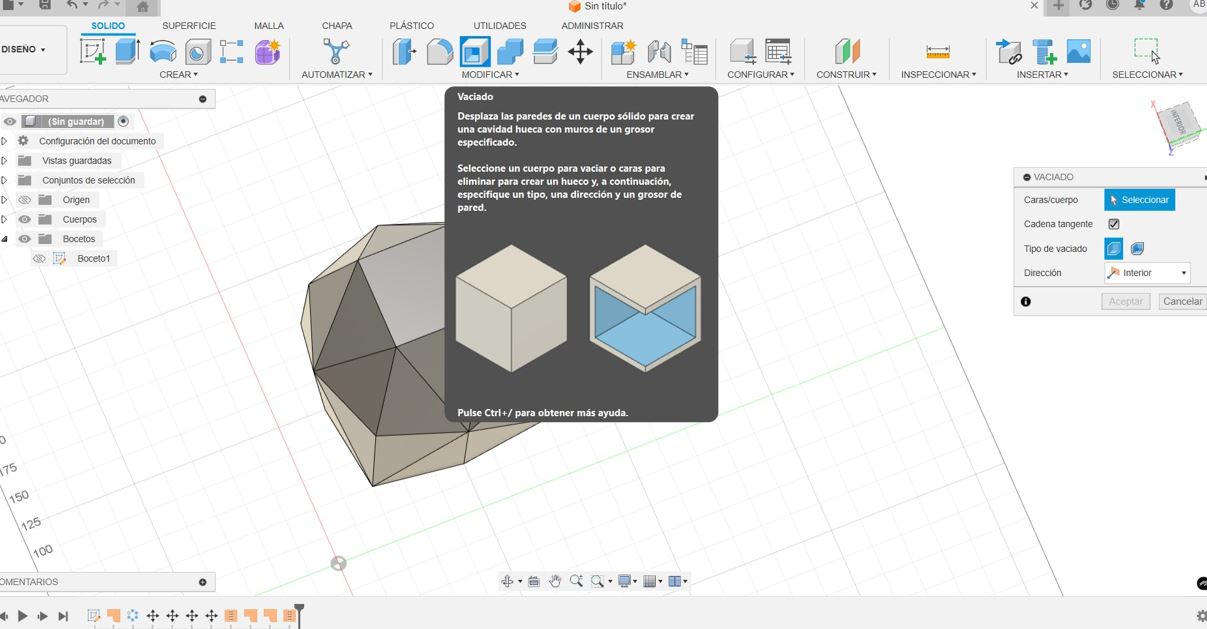 Sin título*
AB
SOLIDO
SUPERFICIE
MALLA
CHAPA
PLÁSTICO
UTILIDADES
ADMINISTRAR
DISEÑO
CREAR
AUTOMATIZAR
MODIFICAR
ENSAMBLAR
CONFIGURAR
CONSTRUIR
INSPECCIONAR
INSERTAR
SELECCIONAR
AVEGADOR
(Sin guardar)
Configuración del documento
Vistas guardadas
Conjuntos de selección
Origen
Cuerpos
Bocetos
Boceto1
Vaciado
Desplaza las paredes de un cuerpo sólido para crear
una cavidad hueca con muros de un grosor
especificado.
Seleccione un cuerpo para vaciar o caras para
eliminar para crear un hueco y, a continuación,
especifique un tipo, una dirección y un grosor de
pared.
Pulse Ctrl+/ para obtener más ayuda.
X
INFERIOR
Z
VACIADO
Caras/cuerpo
Seleccionar
Cadena tangente
Tipo de vaciado
Dirección
Interior
Aceptar
Cancelar
0
175
150
125
100
OMENTARIOS